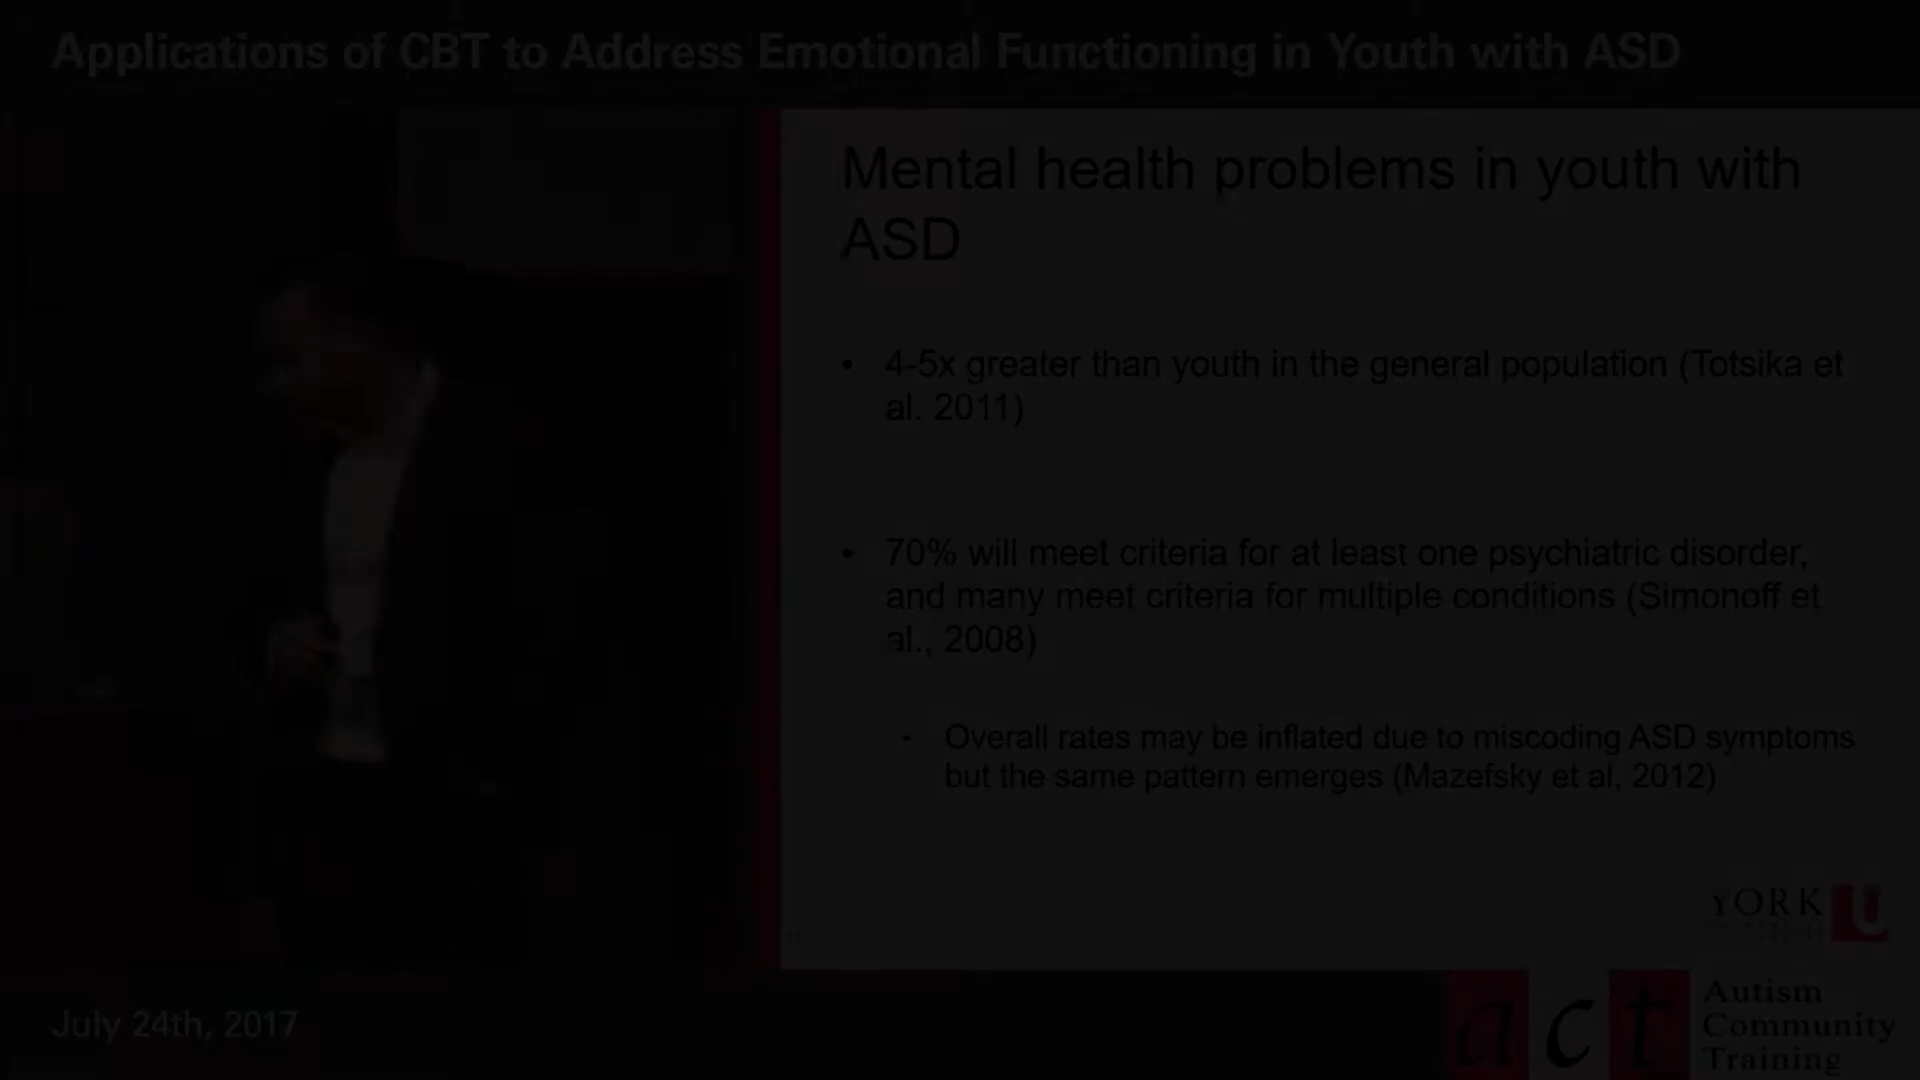 Applications of CBT to Address Emotional Functioning in Youth with ASD
Mental health problems in youth with
ASD
• 4-5x greater than youth in the general population (Totsika et
al. 2011)
• 70% will meet criteria for at least one psychiatric disorder,
and many meet criteria for multiple conditions (Simonoff et
al., 2008)
• Overall rates may be inflated due to miscoding ASD symptoms
but the same pattern emerges (Mazefsky et al, 2012)
YORK U
July 24th, 2017
act
Autism
Community
Training